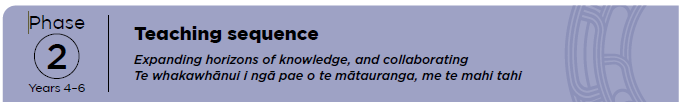 Phase
2
Years 4–6
Teaching sequence
Expanding horizons of knowledge, and collaborating
Te whakawhānui i ngā pae o te mātauranga, me te mahi tahi